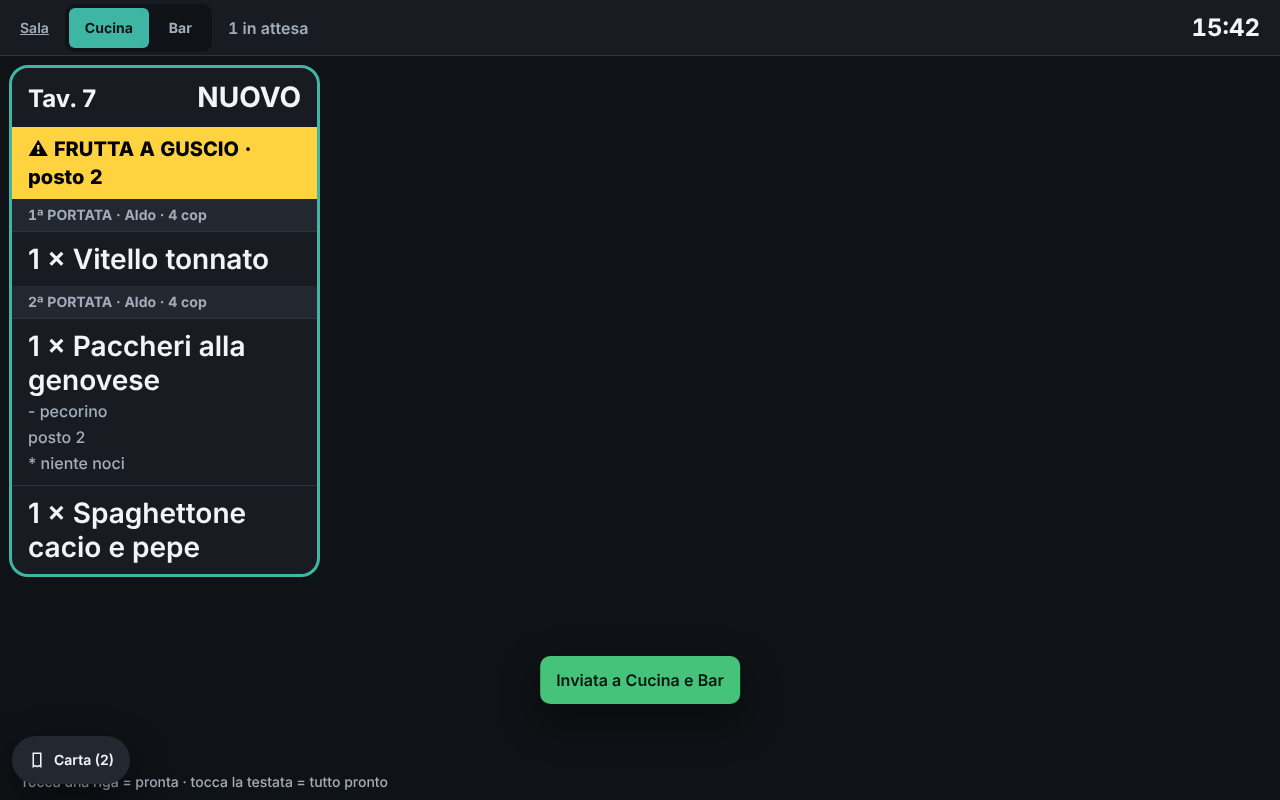 Sala
Cucina
Bar
1 in attesa
15:42
Tav. 7
NUOVO
⚠ FRUTTA A GUSCIO ·
posto 2
1ª PORTATA · Aldo · 4 cop
1 × Vitello tonnato
2ª PORTATA · Aldo · 4 cop
1 × Paccheri alla
genovese
- pecorino
posto 2
* niente noci
1 × Spaghettone
cacio e pepe
Inviata a Cucina e Bar
Carta (2)
= pronta · tocca la testata = tutto pronto